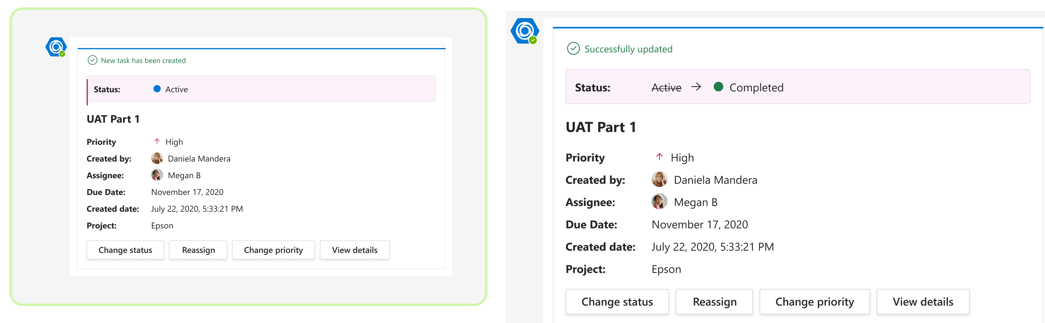 New task has been created
Status: Active
UAT Part 1
Priority High
Created by: Daniela Mandera
Assignee: Megan B
Due Date: November 17, 2020
Created date: July 22, 2020, 5:33:21 PM
Project: Epson
Change status Reassign Change priority View details
Successfully updated
Status: Active → Completed
UAT Part 1
Priority High
Created by: Daniela Mandera
Assignee: Megan B
Due Date: November 17, 2020
Created date: July 22, 2020, 5:33:21 PM
Project: Epson
Change status Reassign Change priority View details